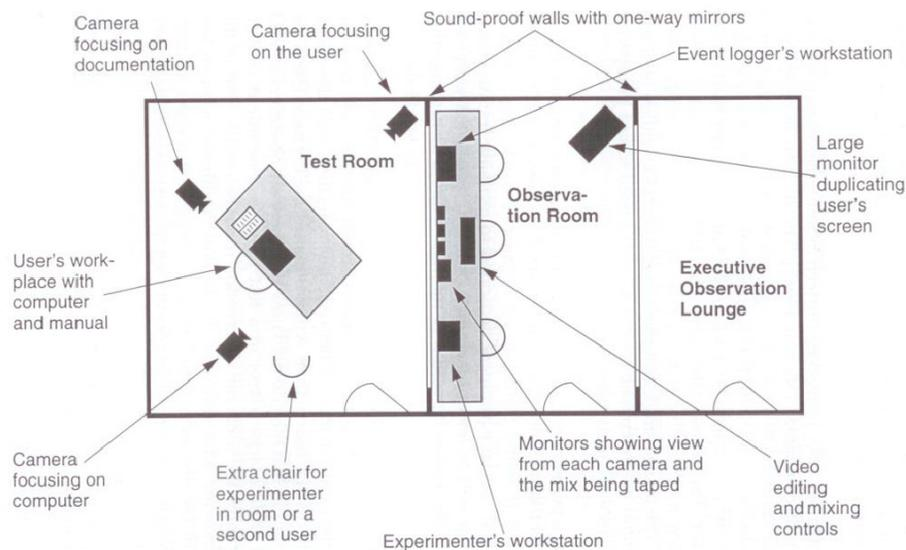 Camera
focusing on
documentation
Camera focusing
on the user
Sound-proof walls with one-way mirrors
Event logger's workstation
Test Room
Observa-
tion Room
Large
monitor
duplicating
user's
screen
User's work-
place with
computer
and manual
Executive
Observation
Lounge
Camera
focusing on
computer
Extra chair for
experimenter
in room or a
second user
Monitors showing view
from each camera and
the mix being taped
Video
editing
and mixing
controls
Experimenter's workstation